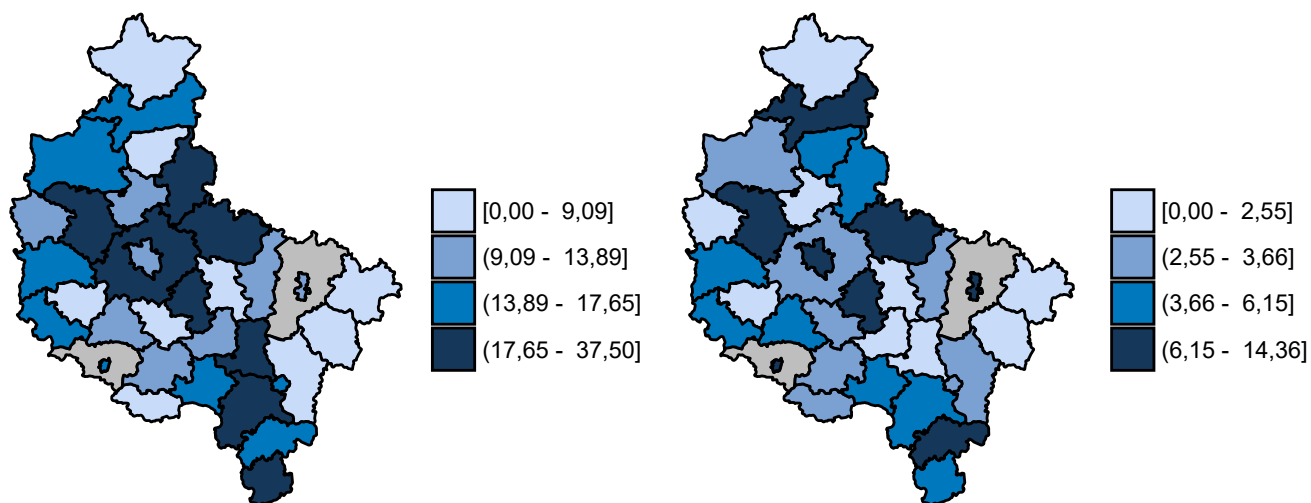 [0,00 - 9,09]
(9,09 - 13,89]
(13,89 - 17,65]
(17,65 - 37,50]
[0,00 - 2,55]
(2,55 - 3,66]
(3,66 - 6,15]
(6,15 - 14,36]